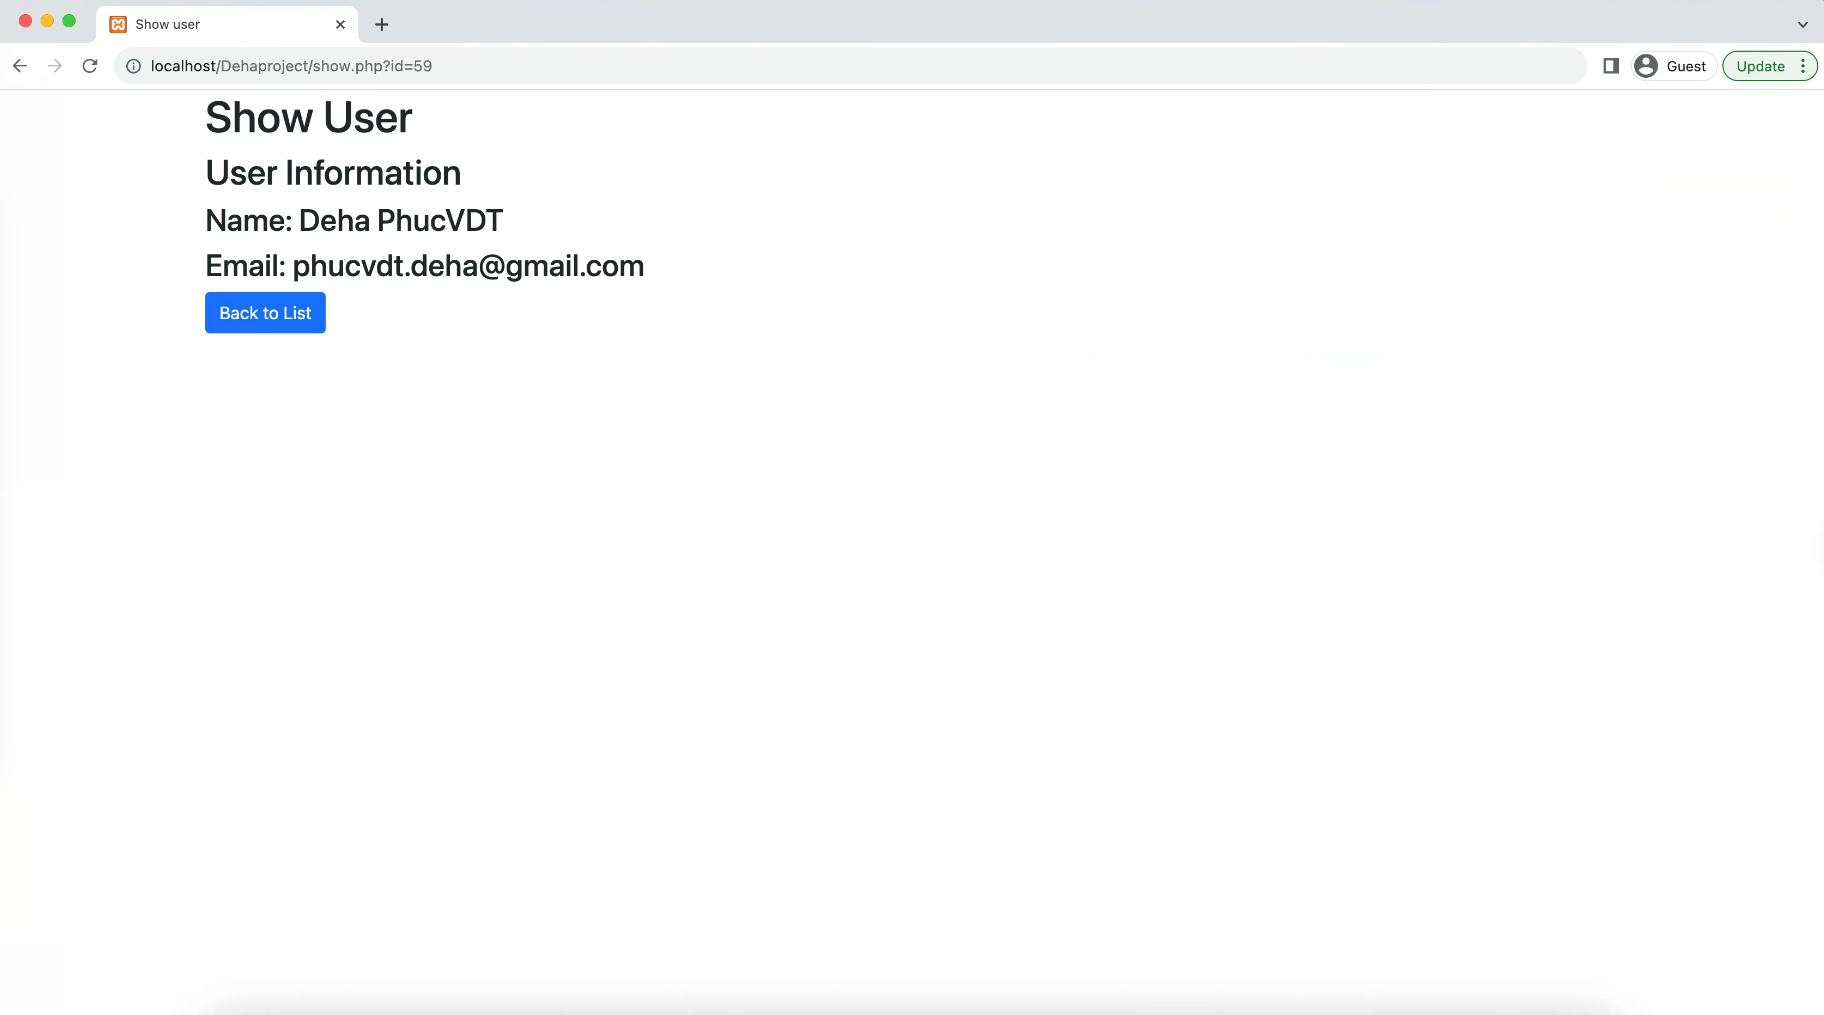 Show user
localhost/Dehaproject/show.php?id=59
Guest
Update
Show User
User Information
Name: Deha PhucVDT
Email: phucvdt.deha@gmail.com
Back to List